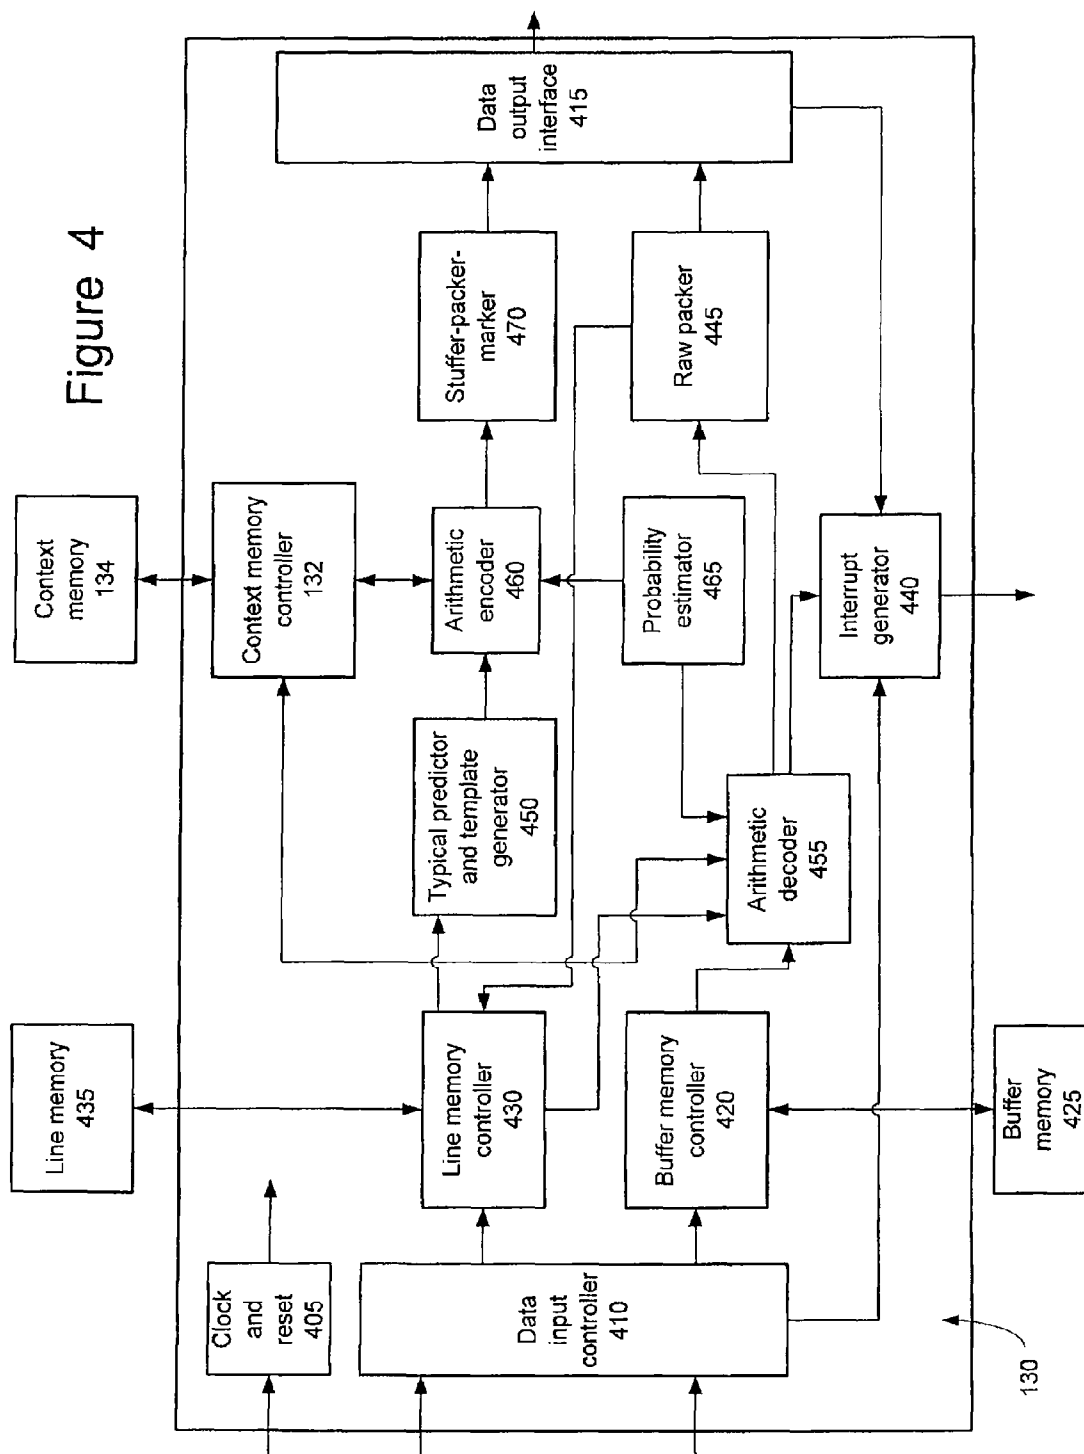 Figure 4
Line memory
435
Context
memory
134
Clock
and
reset
405
Context memory
controller
132
Data
input
controller
410
Line memory
controller
430
Typical predictor
and template
generator
450
Arithmetic
encoder
460
Stuffer-packer-
marker
470
Data
output
interface
415
Buffer memory
controller
420
Arithmetic
decoder
455
Probability
estimator
465
Raw packer
445
Interrupt
generator
440
Buffer
memory
425
130